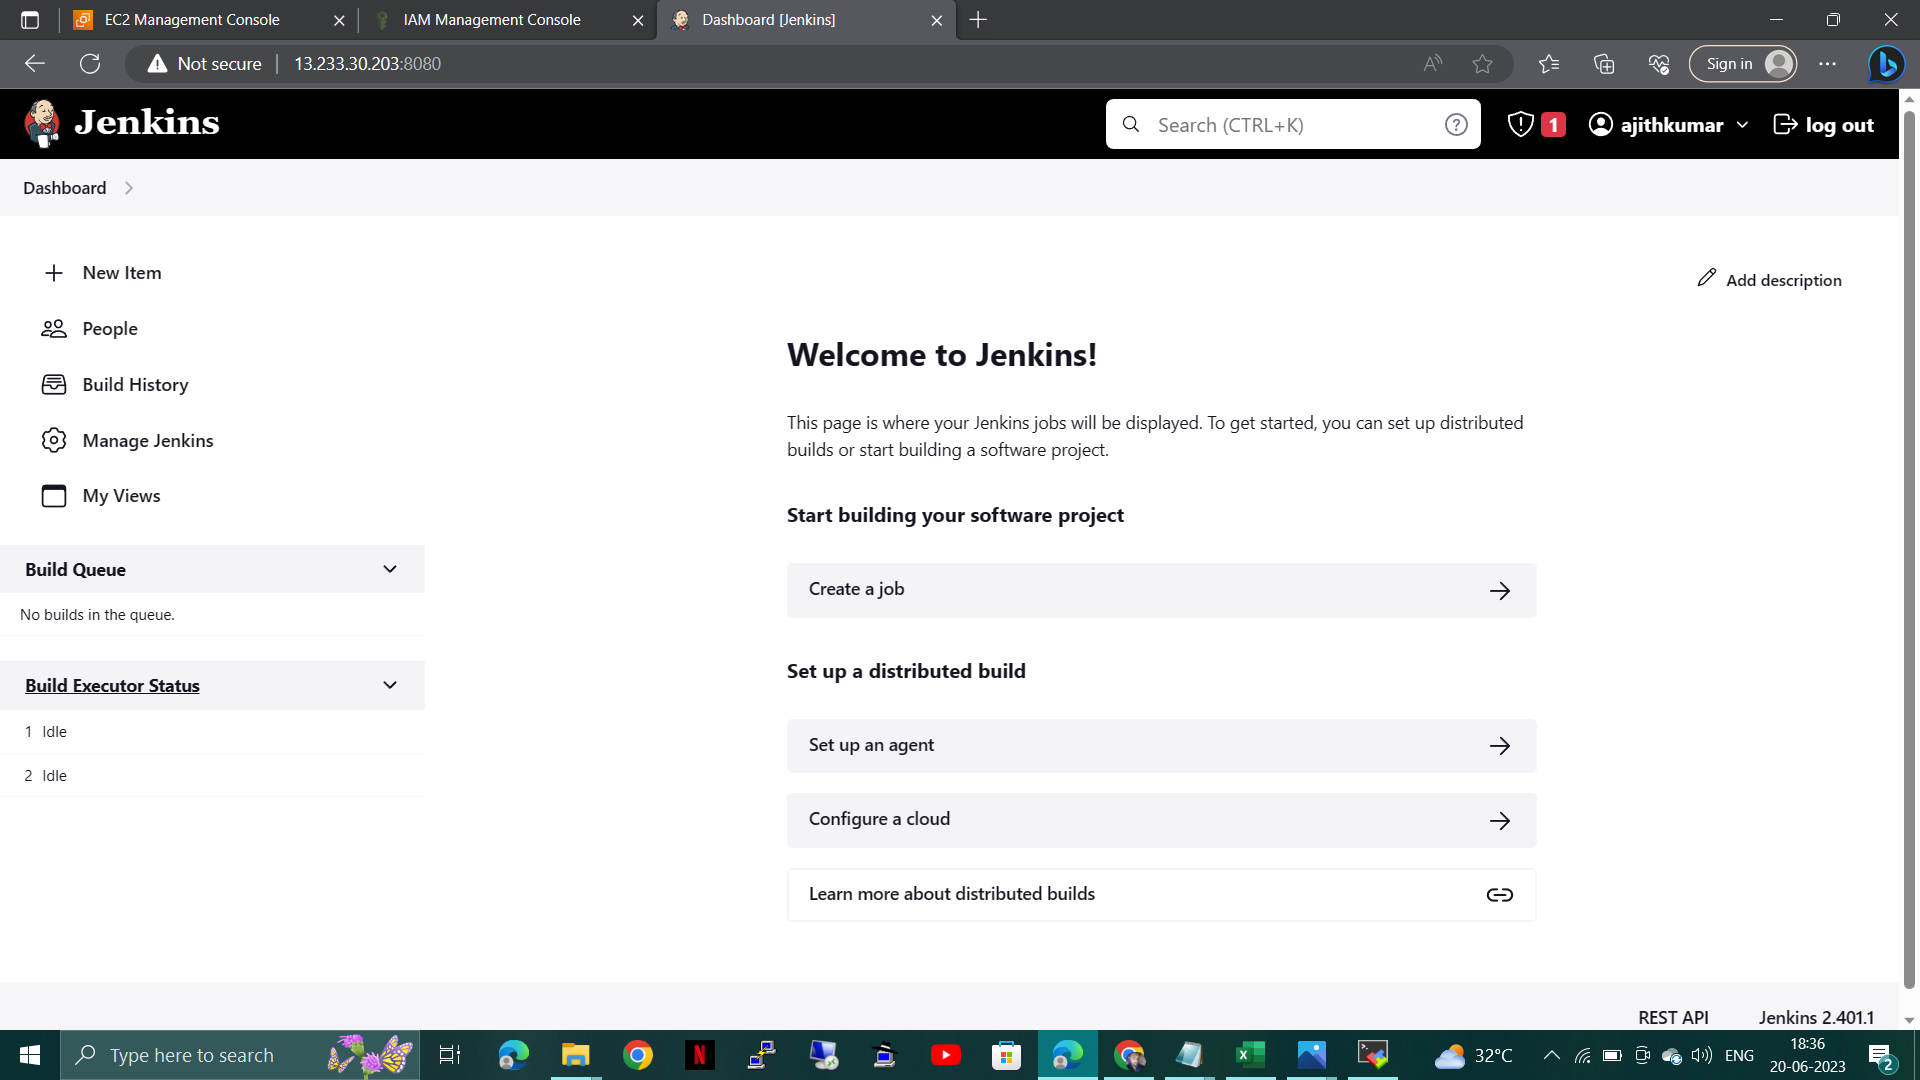 EC2 Management Console
IAM Management Console
Dashboard [Jenkins]
Not secure
13.233.30.203:8080
Sign in
Jenkins
Search (CTRL+K)
1
ajithkumar
log out
Dashboard
New Item
People
Build History
Manage Jenkins
My Views
Build Queue
No builds in the queue.
Build Executor Status
1 Idle
2 Idle
Add description
Welcome to Jenkins!
This page is where your Jenkins jobs will be displayed. To get started, you can set up distributed
builds or start building a software project.
Start building your software project
Create a job
Set up a distributed build
Set up an agent
Configure a cloud
Learn more about distributed builds
REST API
Jenkins 2.401.1
Type here to search
32°C
ENG
18:36
20-06-2023
2